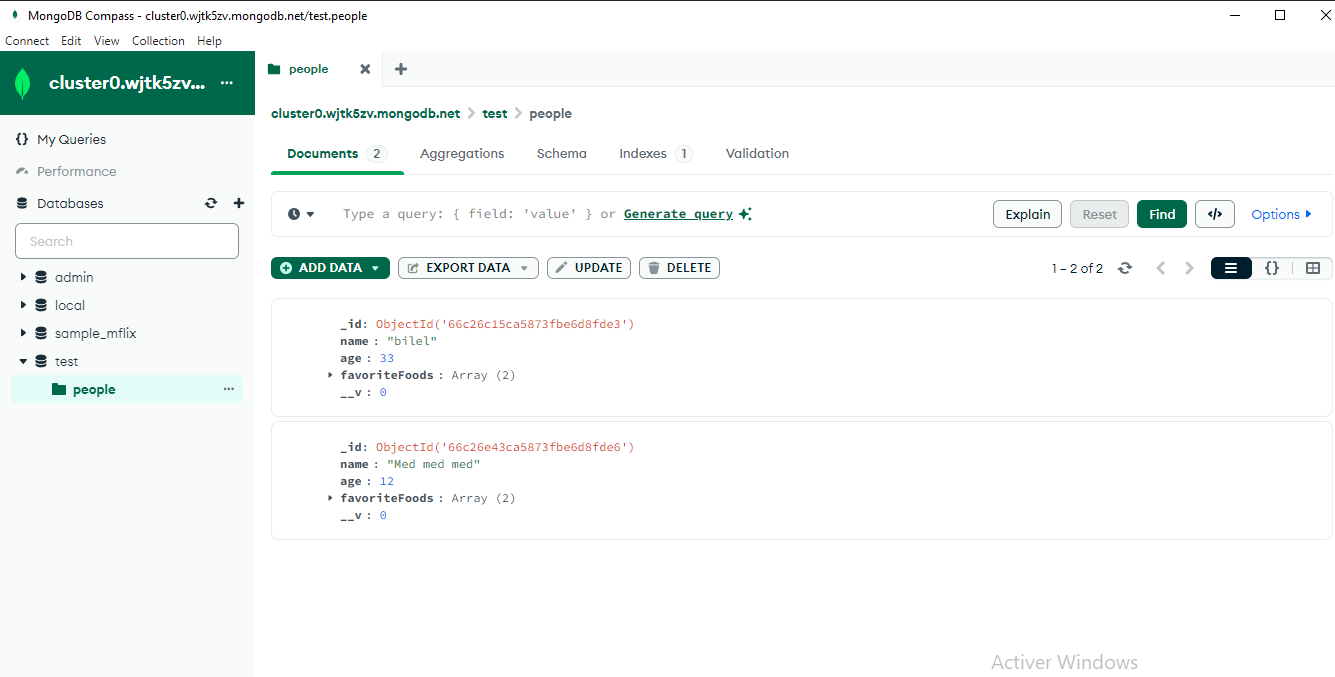 MongoDB Compass - cluster0.wjtk5zv.mongodb.net/test.people
Connect Edit View Collection Help
cluster0.wjtk5zv... ...
people
cluster0.wjtk5zv.mongodb.net > test > people
{} My Queries
Performance
Databases
Search
admin
local
sample_mflix
test
people ...
Documents 2 Aggregations Schema Indexes 1 Validation
Type a query: { field: 'value' } or Generate query
Explain Reset Find </> Options
ADD DATA EXPORT DATA UPDATE DELETE
1 – 2 of 2 {}
_id: ObjectId('66c26c15ca5873fbe6d8fde3')
name : "bilel"
age : 33
favoriteFoods : Array (2)
__v : 0
_id: ObjectId('66c26e43ca5873fbe6d8fde6')
name : "Med med med"
age : 12
favoriteFoods : Array (2)
__v : 0
Activer Windows